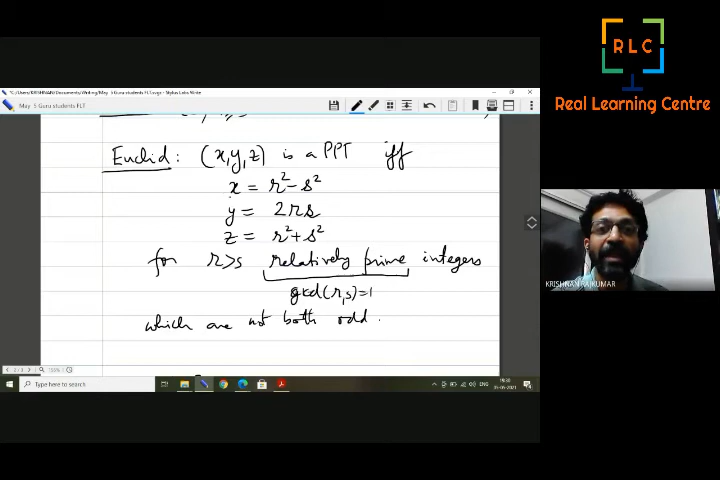 RLC
Real Learning Centre
May 5 Guru students FLT
Euclid: (x,y,z) is a PPT iff
x = r²-s²
y = 2rs
z = r²+s²
for r>s relatively prime integers
gcd(r,s)=1
which are not both odd.
KRISHNAN RAJKUMAR
Type here to search
ENG